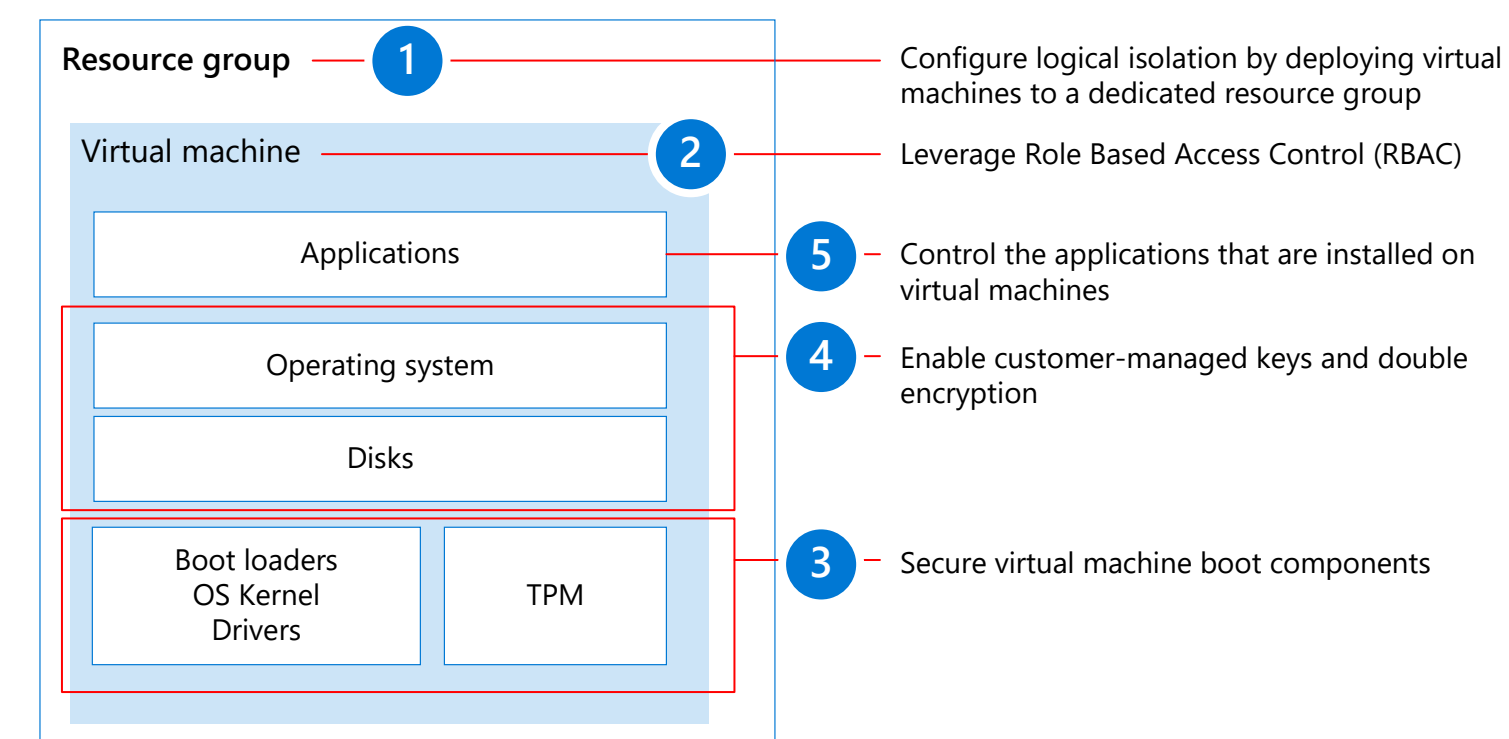 Resource group
1
Configure logical isolation by deploying virtual
machines to a dedicated resource group
Virtual machine
2
Leverage Role Based Access Control (RBAC)
Applications
5
Control the applications that are installed on
virtual machines
Operating system
4
Enable customer-managed keys and double
encryption
Disks
Boot loaders
OS Kernel
Drivers
TPM
3
Secure virtual machine boot components